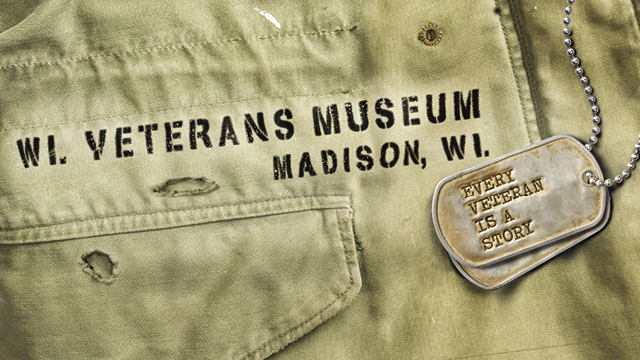 WI. VETERANS MUSEUM
MADISON, WI.
EVERY
VETERAN
IS A
STORY